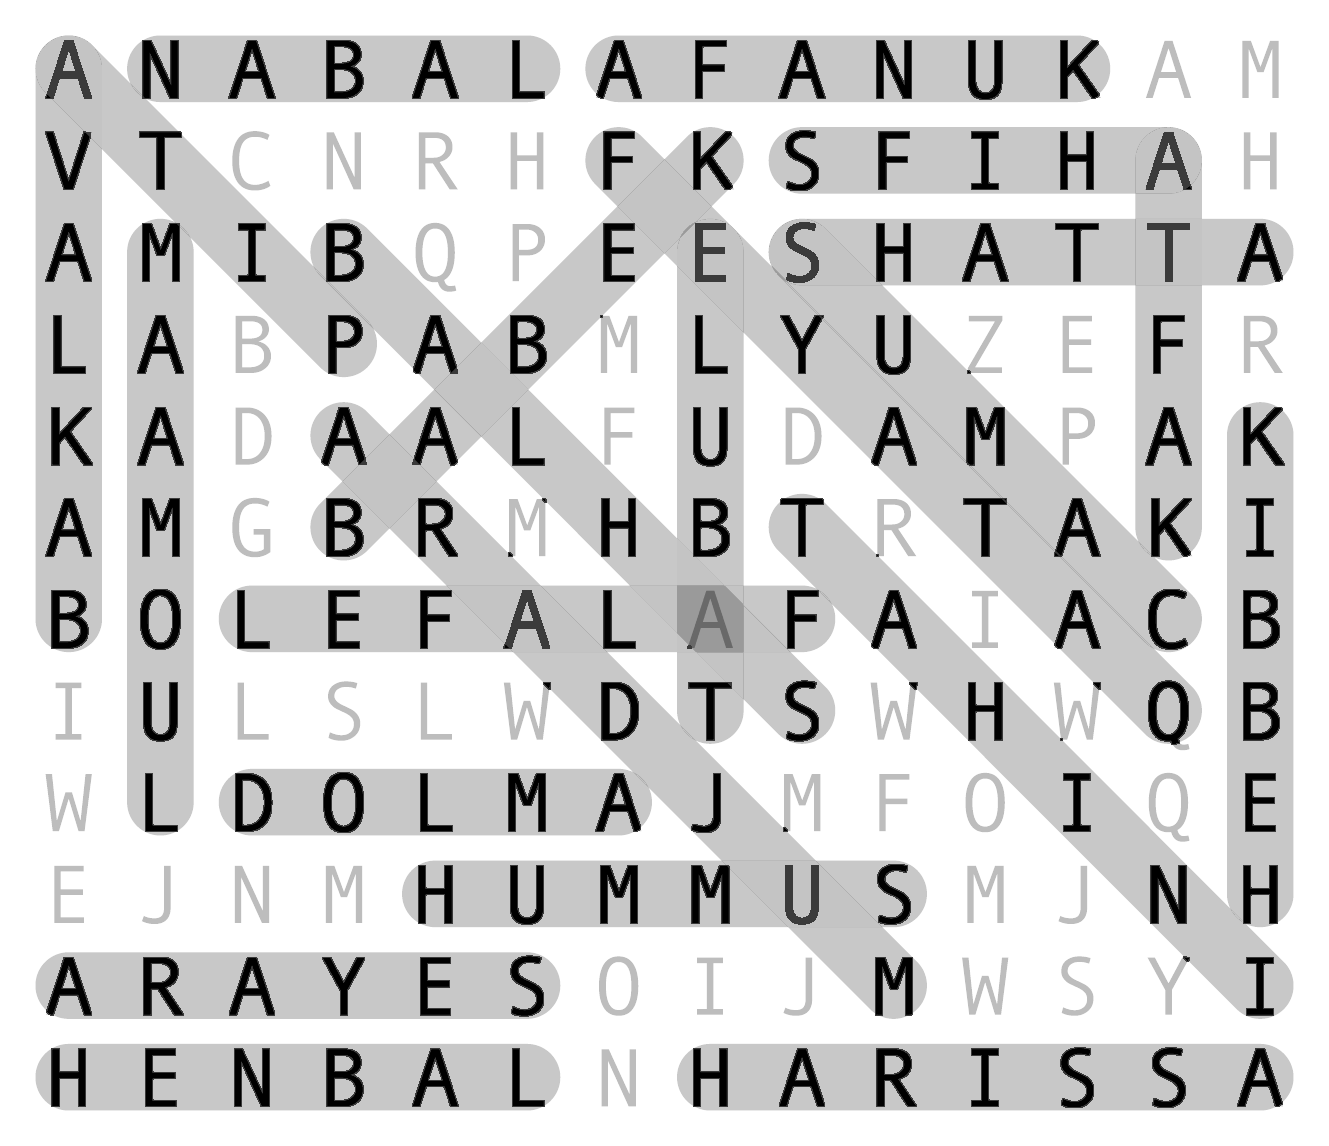 A N A B A L A F A N U K A M
V T C N R H F K S F I H A H
A M I B Q P E E S H A T T A
L A B P A B M L Y U Z E F R
K A D A A L F U D A M P A K
A M G B R M H B T R T A K I
B O L E F A L A F A I A C B
I U L S L W D T S W H W Q B
W L D O L M A J M F O I Q E
E J N M H U M M U S M J N H
A R A Y E S O I J M W S Y I
H E N B A L N H A R I S S A